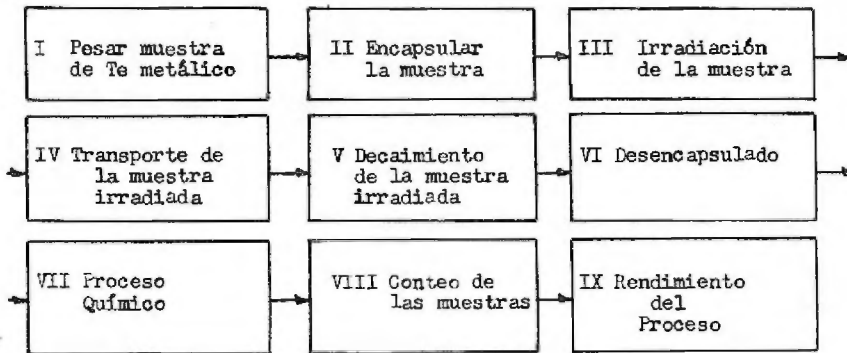 I Pesar muestra
de Te metálico
II Encapsular
la muestra
III Irradiación
de la muestra
IV Transporte de
la muestra
irradiada
V Decaimiento
de la muestra
irradiada
VI Desencapsulado
VII Proceso
Químico
VIII Conteo de
las muestras
IX Rendimiento
del
Proceso